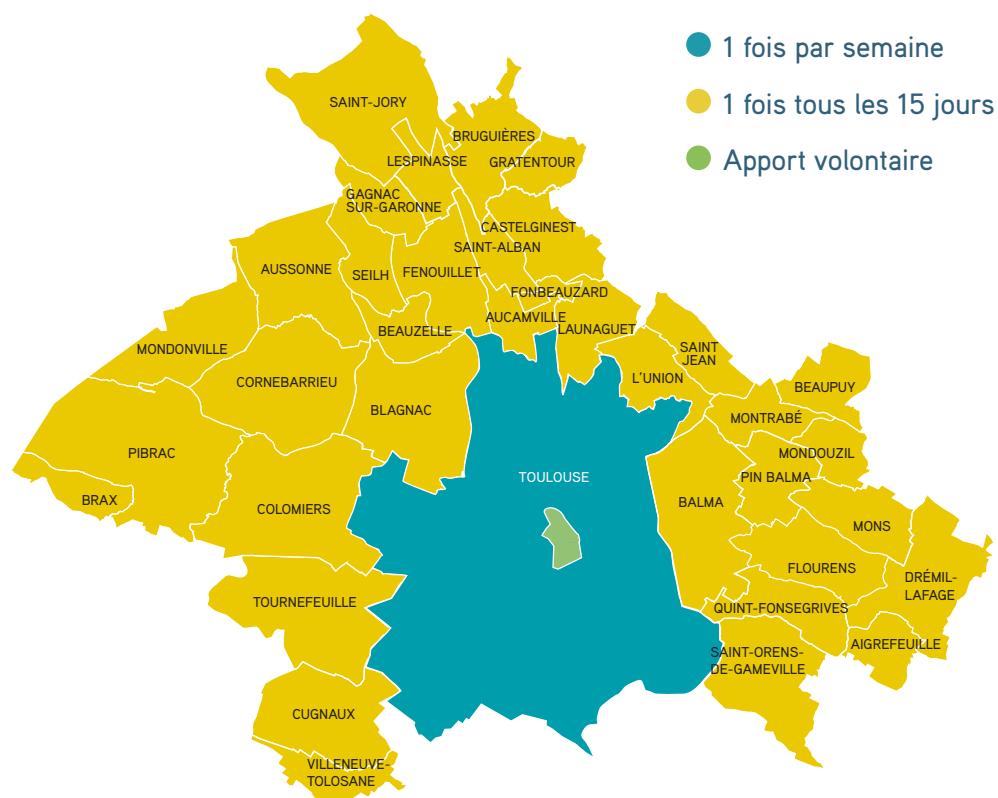 1 fois par semaine
1 fois tous les 15 jours
Apport volontaire
SAINT-JORY
BRUGUIÈRES
LESPINASSE
GRATENTOUR
GAGNAC
SUR-GARONNE
CASTELGINEST
SAINT-ALBAN
AUSSONNE
SEILH
FENOUILLET
FONBEAUZARD
AUCAMVILLE
LAUNAGUET
BEAUZELLE
MONDONVILLE
SAINT
JEAN
CORNEBARRIEU
L'UNION
BEAUPUY
BLAGNAC
MONTRABÉ
PIBRAC
MONDOUZIL
TOULOUSE
PIN BALMA
BRAX
COLOMIERS
BALMA
MONS
FLOURENS
DRÉMIL-
LAFAGE
TOURNEFEUILLE
QUINT-FONSEGRIVES
AIGREFEUILLE
SAINT-ORENS-
DE-GAMEVILLE
CUGNAUX
VILLENEUVE-
TOLOSANE